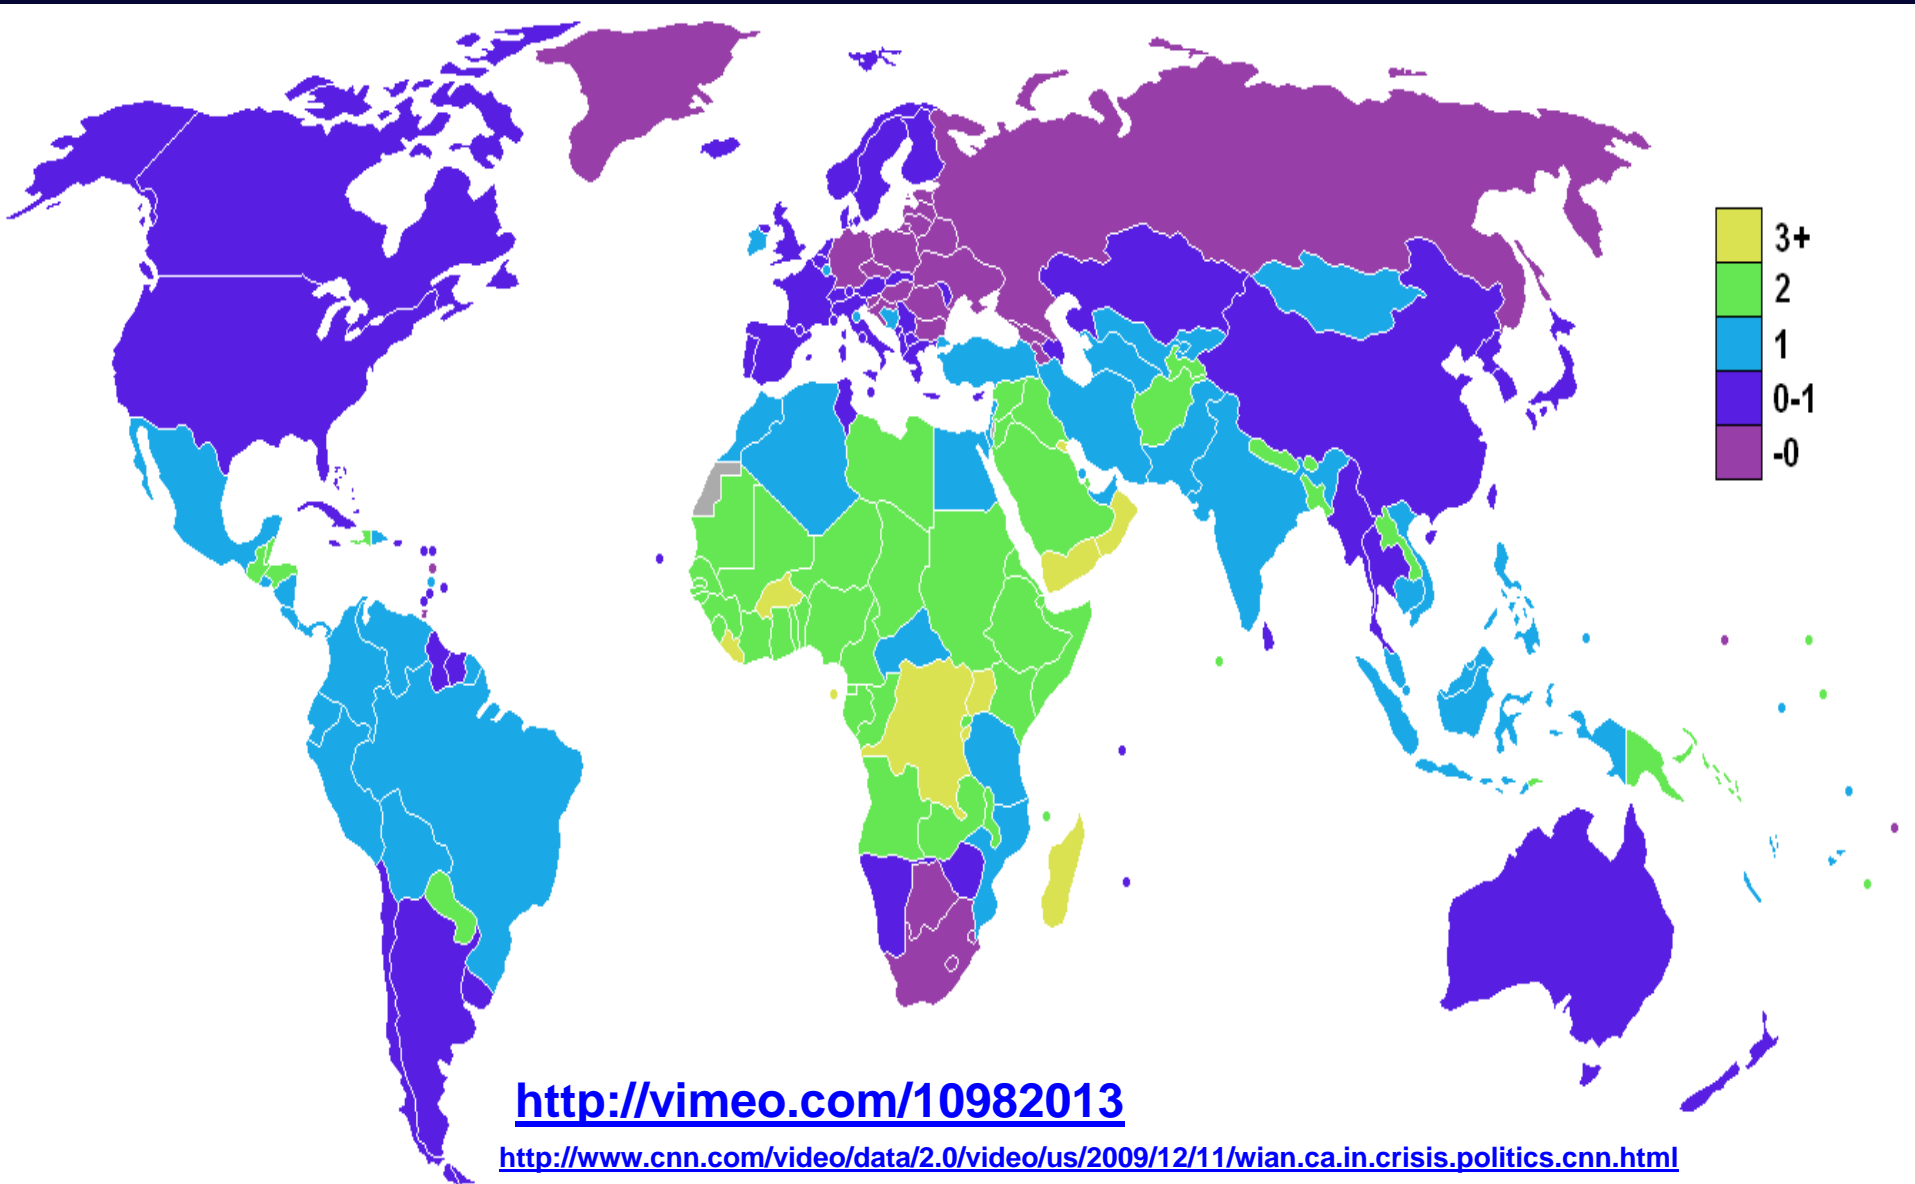 3+
2
1
0-1
-0
http://vimeo.com/10982013
http://www.cnn.com/video/data/2.0/video/us/2009/12/11/wian.ca.in.crisis.politics.cnn.html